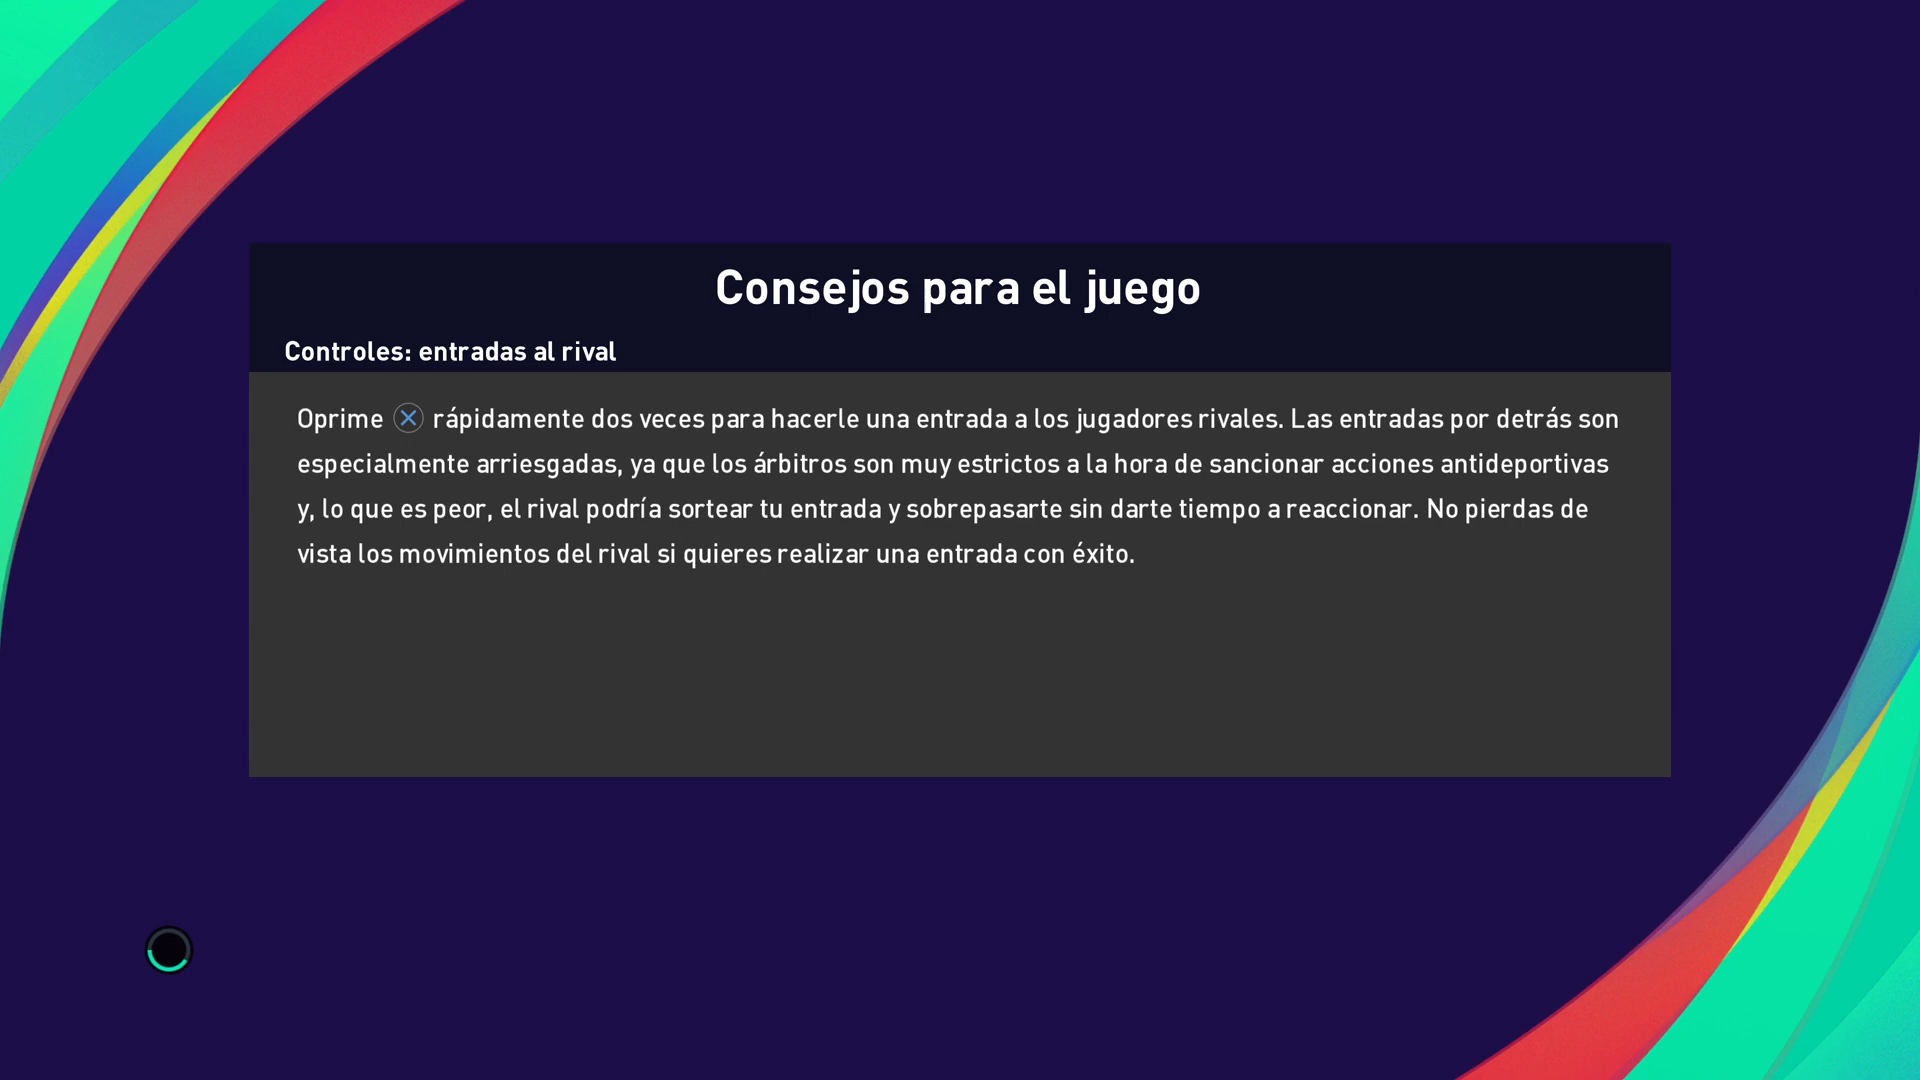 Consejos para el juego
Controles: entradas al rival
Oprime rápidamente dos veces para hacerle una entrada a los jugadores rivales. Las entradas por detrás son
especialmente arriesgadas, ya que los árbitros son muy estrictos a la hora de sancionar acciones antideportivas
y, lo que es peor, el rival podría sortear tu entrada y sobrepasarte sin darte tiempo a reaccionar. No pierdas de
vista los movimientos del rival si quieres realizar una entrada con éxito.